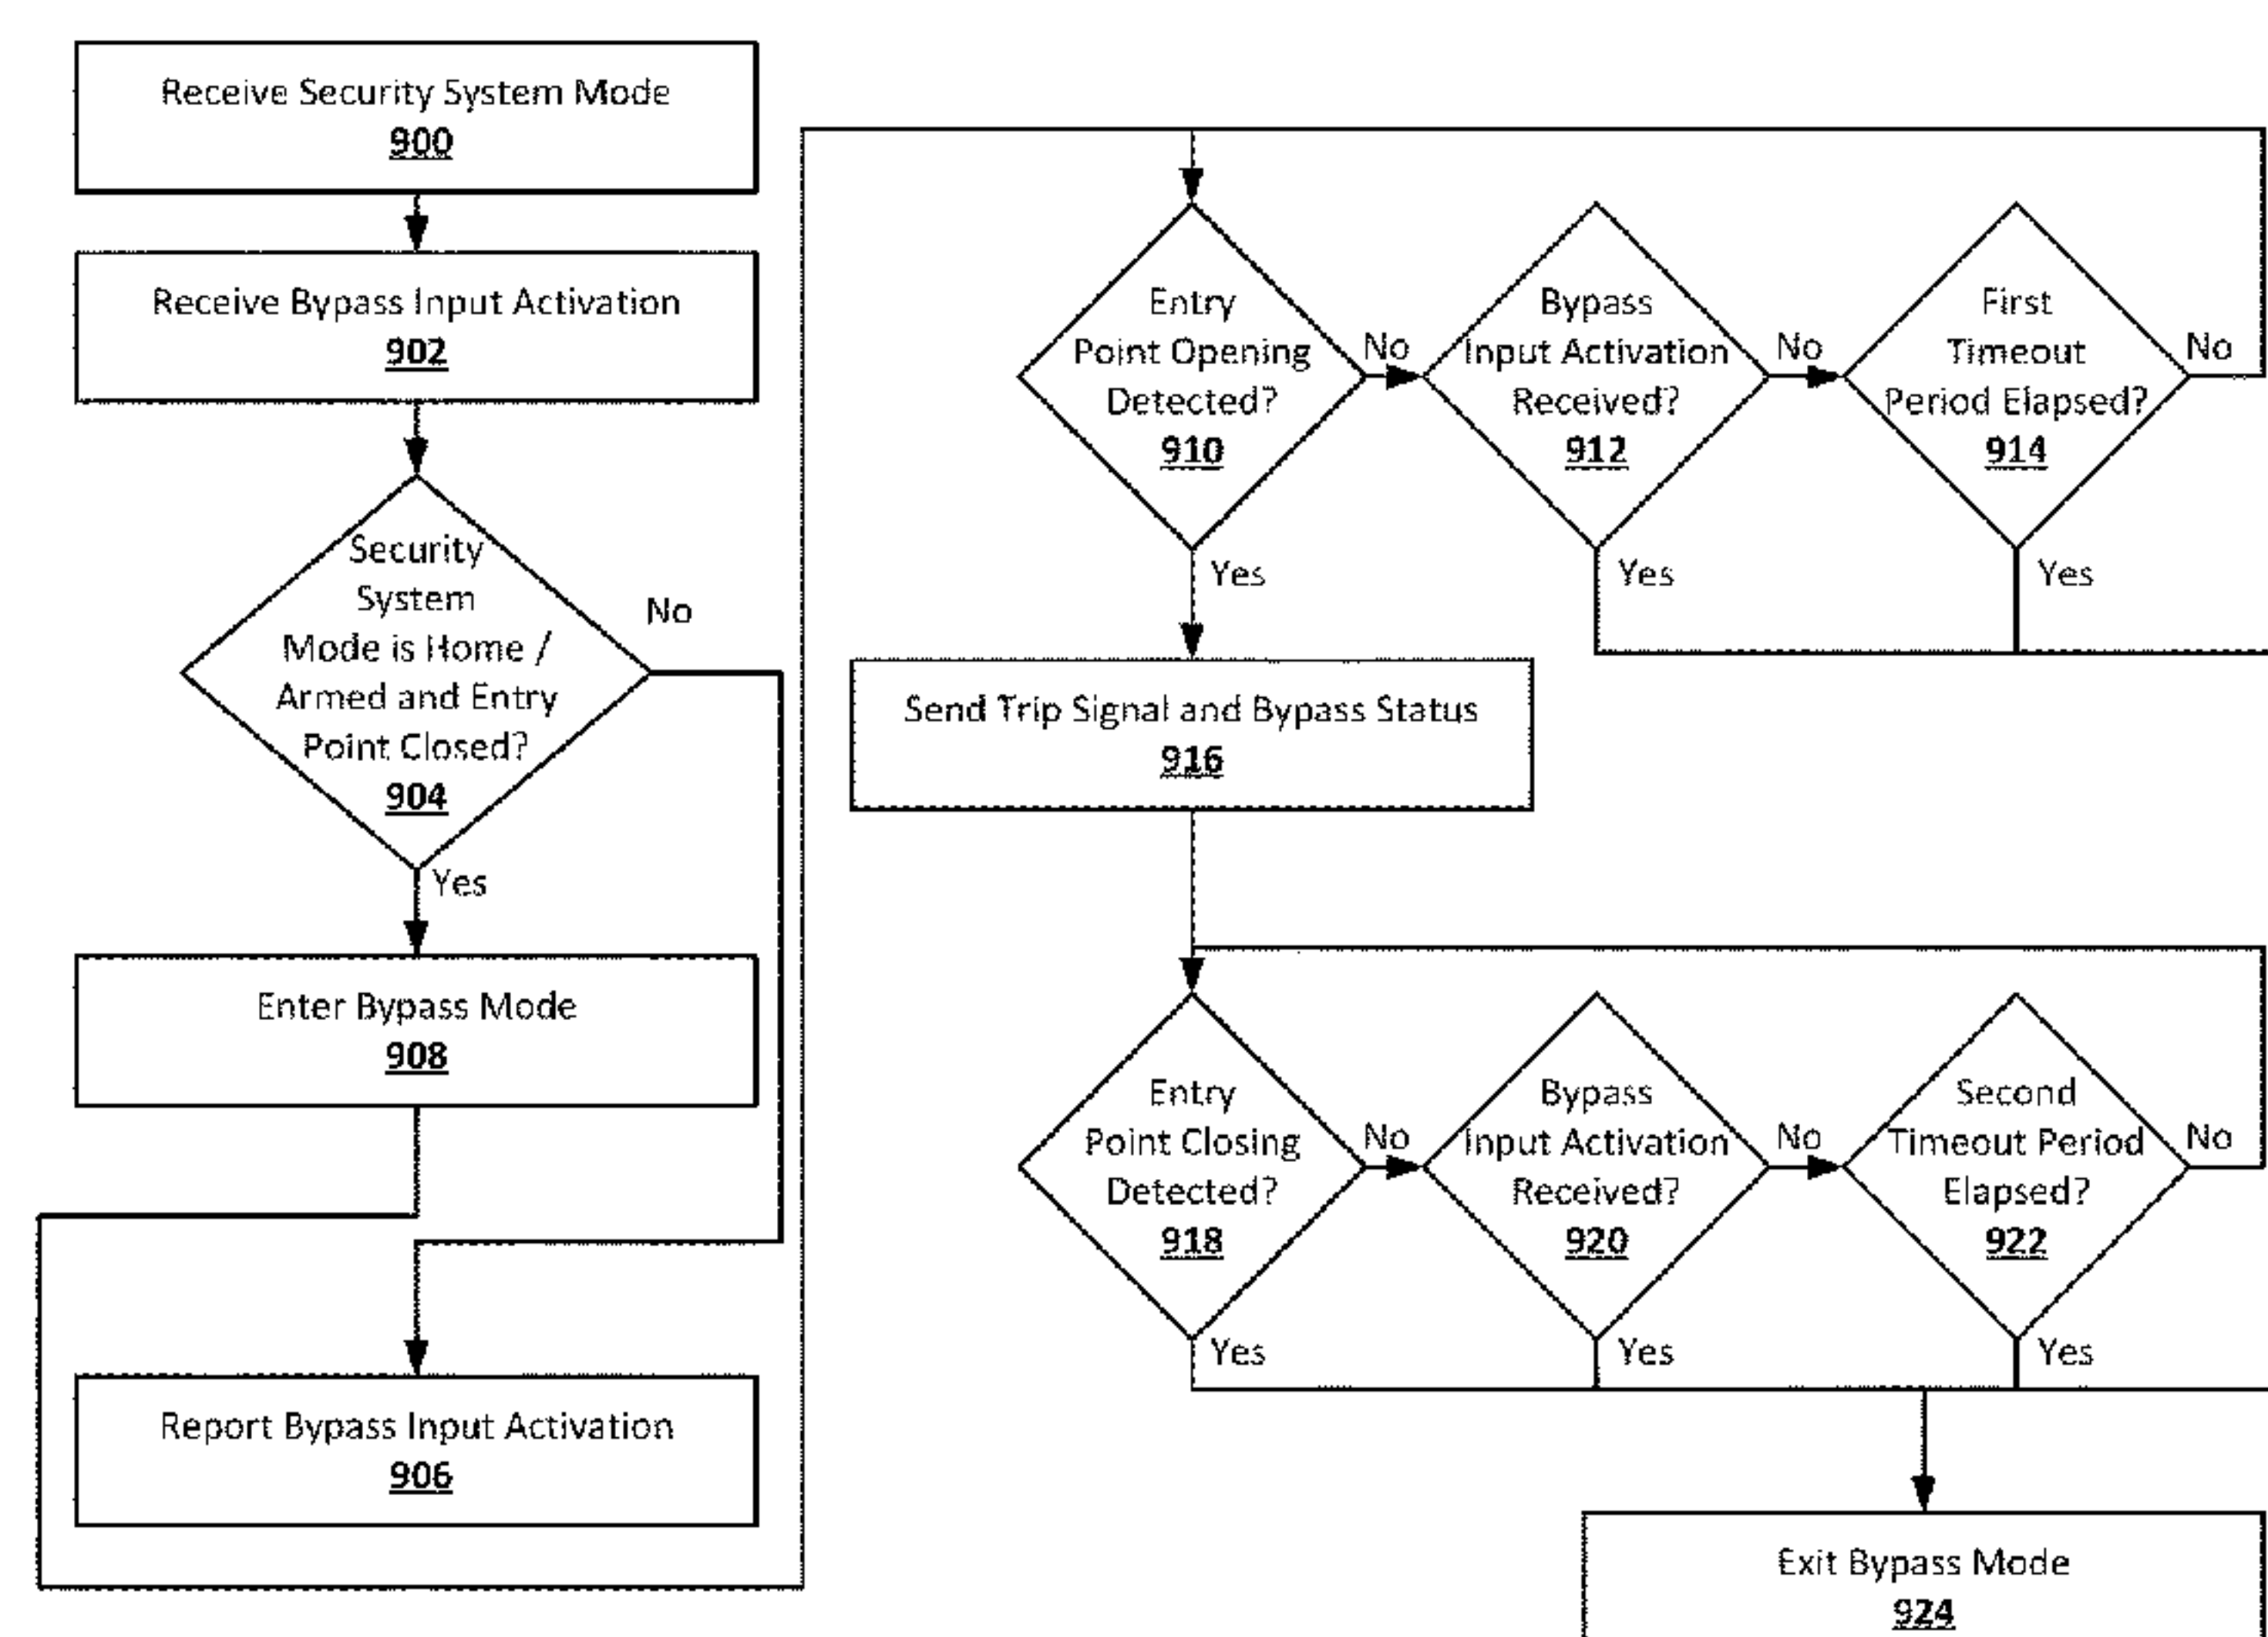 Receive Security System Mode
900
Receive Bypass Input Activation
902
Security
System
Mode is Home /
Armed and Entry
Point Closed?
904
No
Yes
Enter Bypass Mode
908
Report Bypass Input Activation
906
Entry
Point Opening
Detected?
910
No
Yes
Bypass
Input Activation
Received?
912
No
Yes
First
Timeout
Period Elapsed?
914
No
Yes
Send Trip Signal and Bypass Status
916
Entry
Point Closing
Detected?
918
No
Yes
Bypass
Input Activation
Received?
920
No
Yes
Second
Timeout Period
Elapsed?
922
No
Yes
Exit Bypass Mode
924